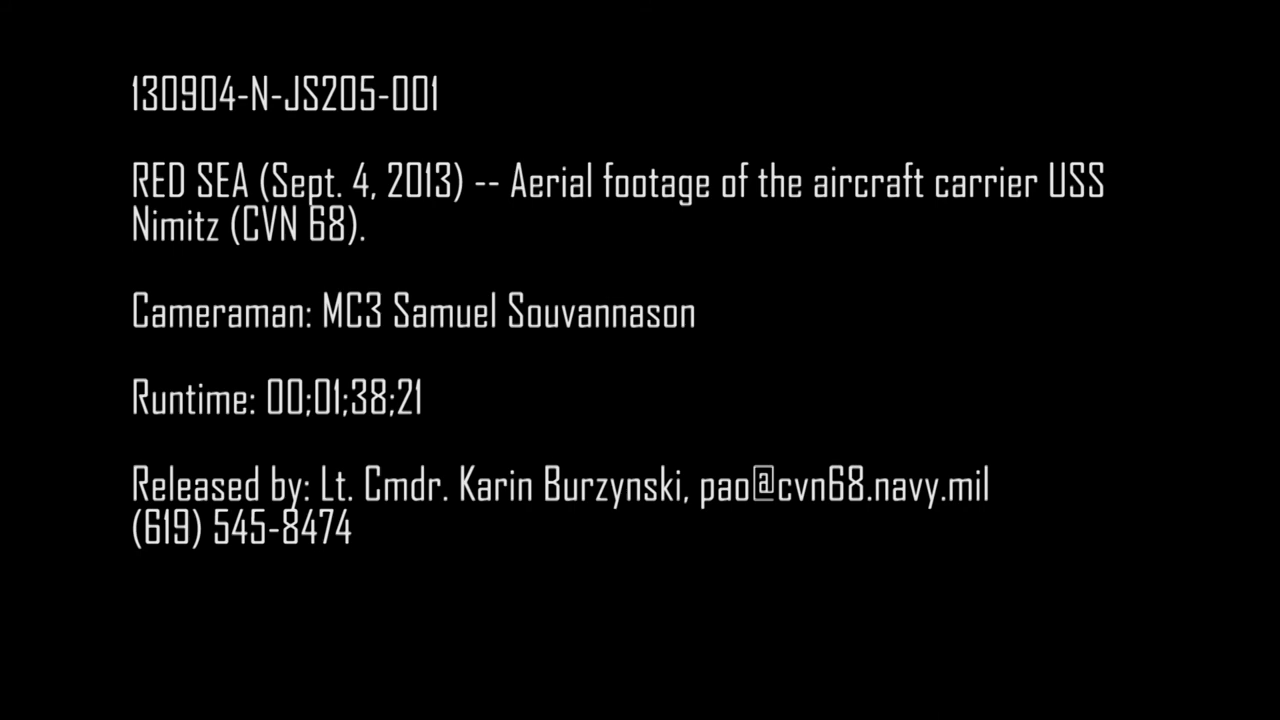 130904-N-JS205-001
RED SEA (Sept. 4, 2013) -- Aerial footage of the aircraft carrier USS
Nimitz (CVN 68).
Cameraman: MC3 Samuel Souvannason
Runtime: 00;01;38;21
Released by: Lt. Cmdr. Karin Burzynski, pao@cvn68.navy.mil
(619) 545-8474